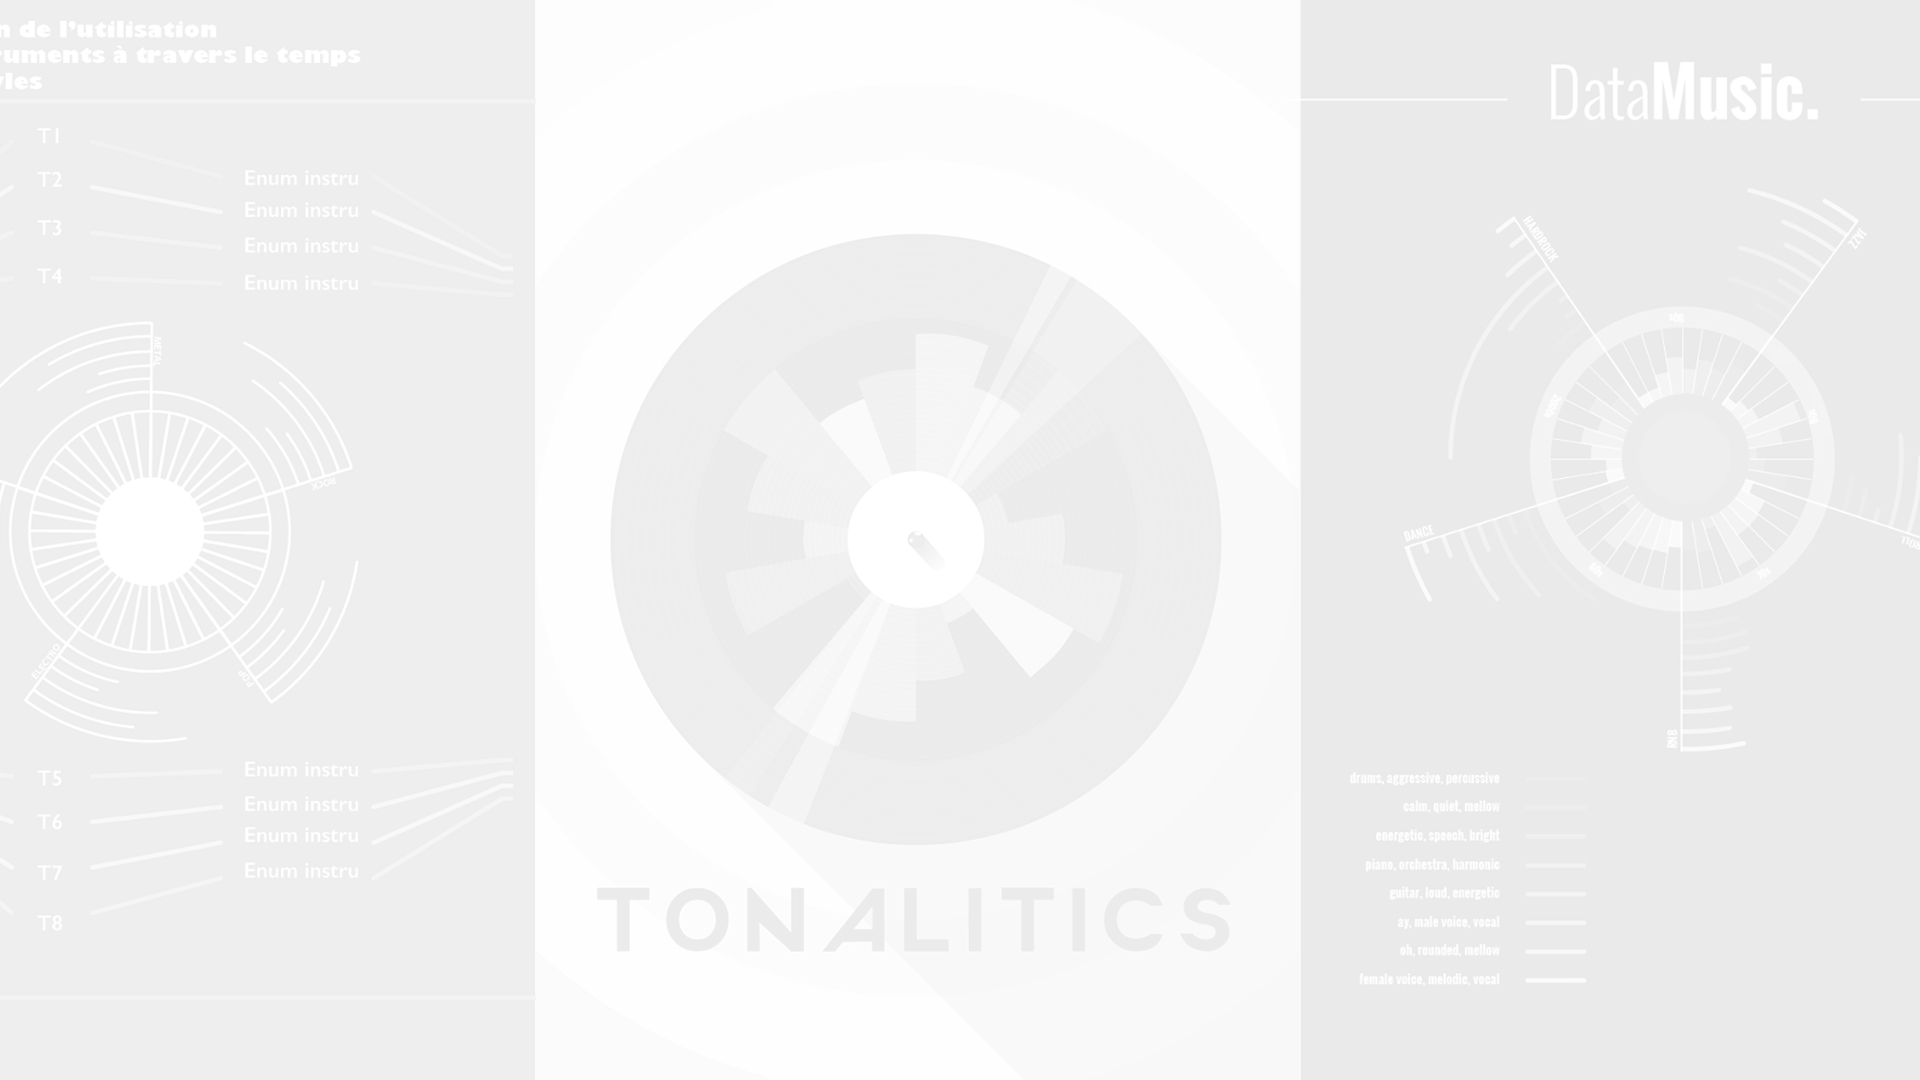 n de l'utilisation
ruments à travers le temps
yles
T1
T2
T3
T4
Enum instru
Enum instru
Enum instru
Enum instru
METAL
ROCK
POP
ELECTRO
T5
T6
T7
T8
Enum instru
Enum instru
Enum instru
Enum instru
TONALITICS
DataMusic.
HARDROCK
JAZZ
DANCE
RNB
drums, aggressive, percussive
calm, quiet, mellow
energetic, speech, bright
piano, orchestra, harmonic
guitar, loud, energetic
ay, male voice, vocal
oh, rounded, mellow
female voice, melodic, vocal